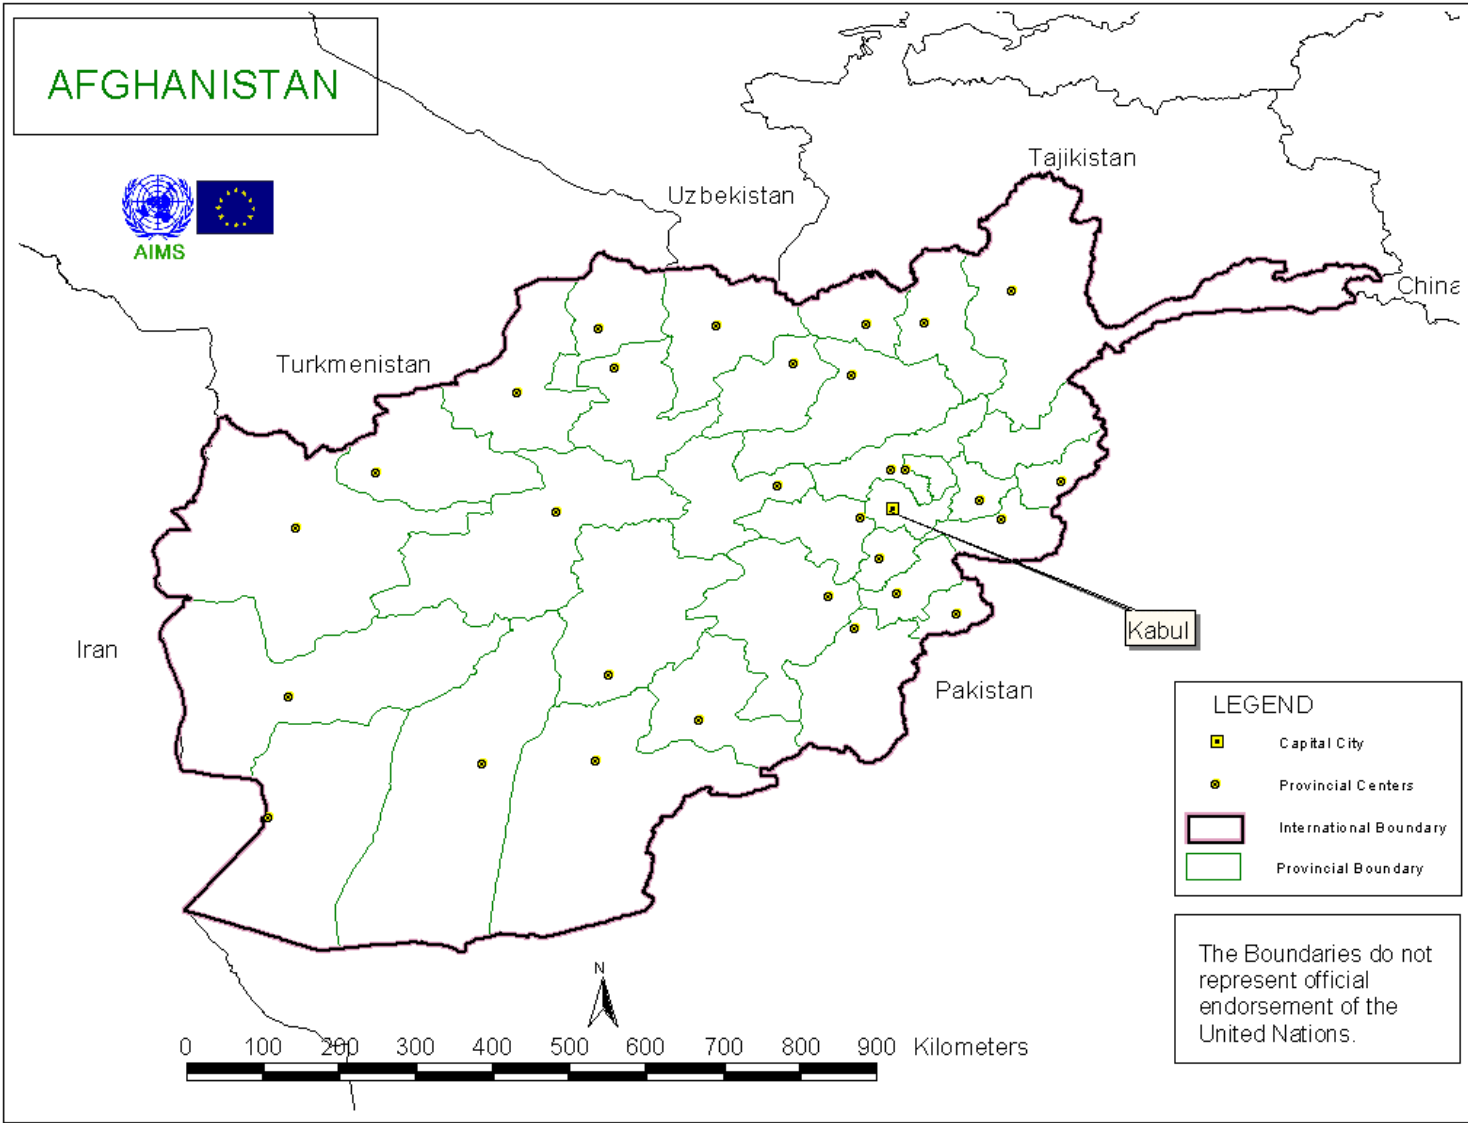 AFGHANISTAN
AIMS
Tajikistan
Uzbekistan
China
Turkmenistan
Kabul
Iran
Pakistan
LEGEND
Capital City
Provincial Centers
International Boundary
Provincial Boundary
The Boundaries do not
represent official
endorsement of the
United Nations.
N
0 100 200 300 400 500 600 700 800 900 Kilometers